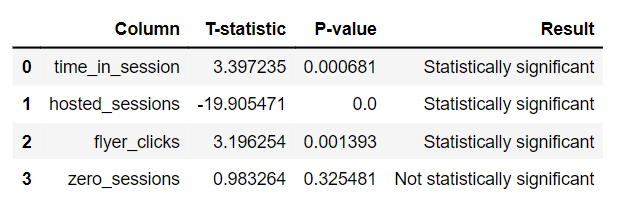 Column T-statistic P-value Result
0 time_in_session 3.397235 0.000681 Statistically significant
1 hosted_sessions -19.905471 0.0 Statistically significant
2 flyer_clicks 3.196254 0.001393 Statistically significant
3 zero_sessions 0.983264 0.325481 Not statistically significant